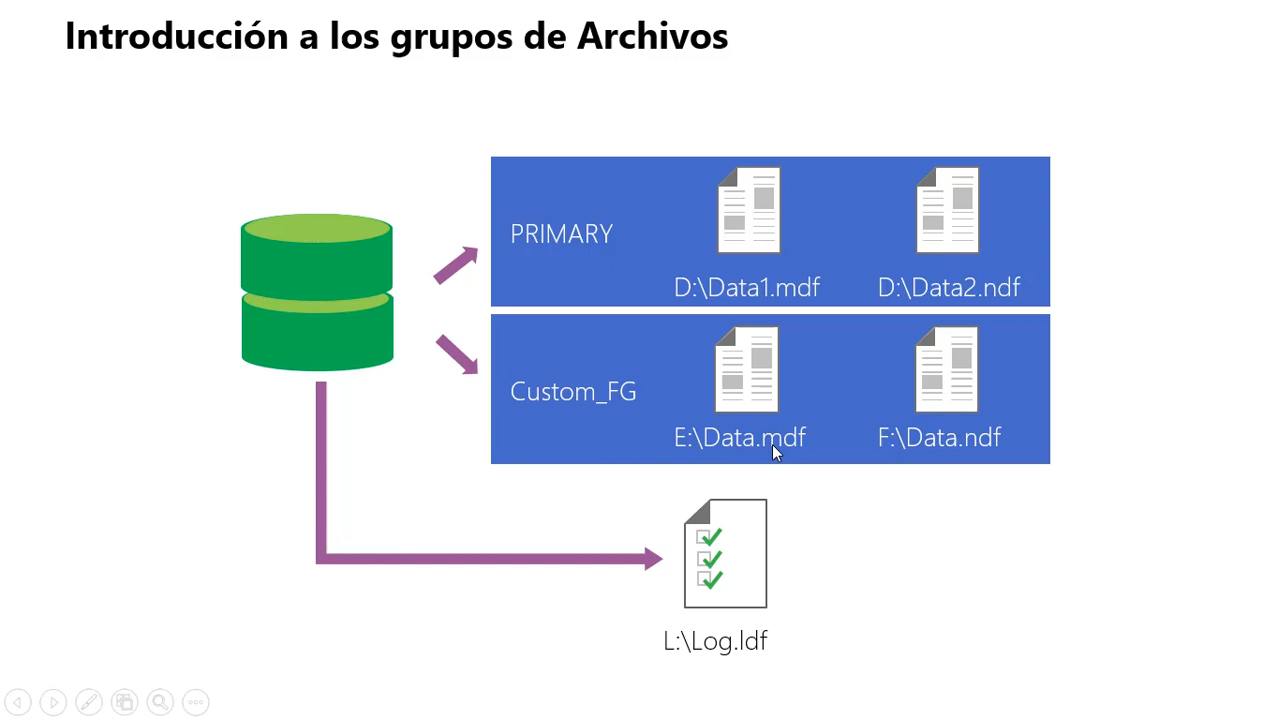 Introducción a los grupos de Archivos
PRIMARY
D:\Data1.mdf
D:\Data2.ndf
Custom_FG
E:\Data.mdf
F:\Data.ndf
L:\Log.ldf